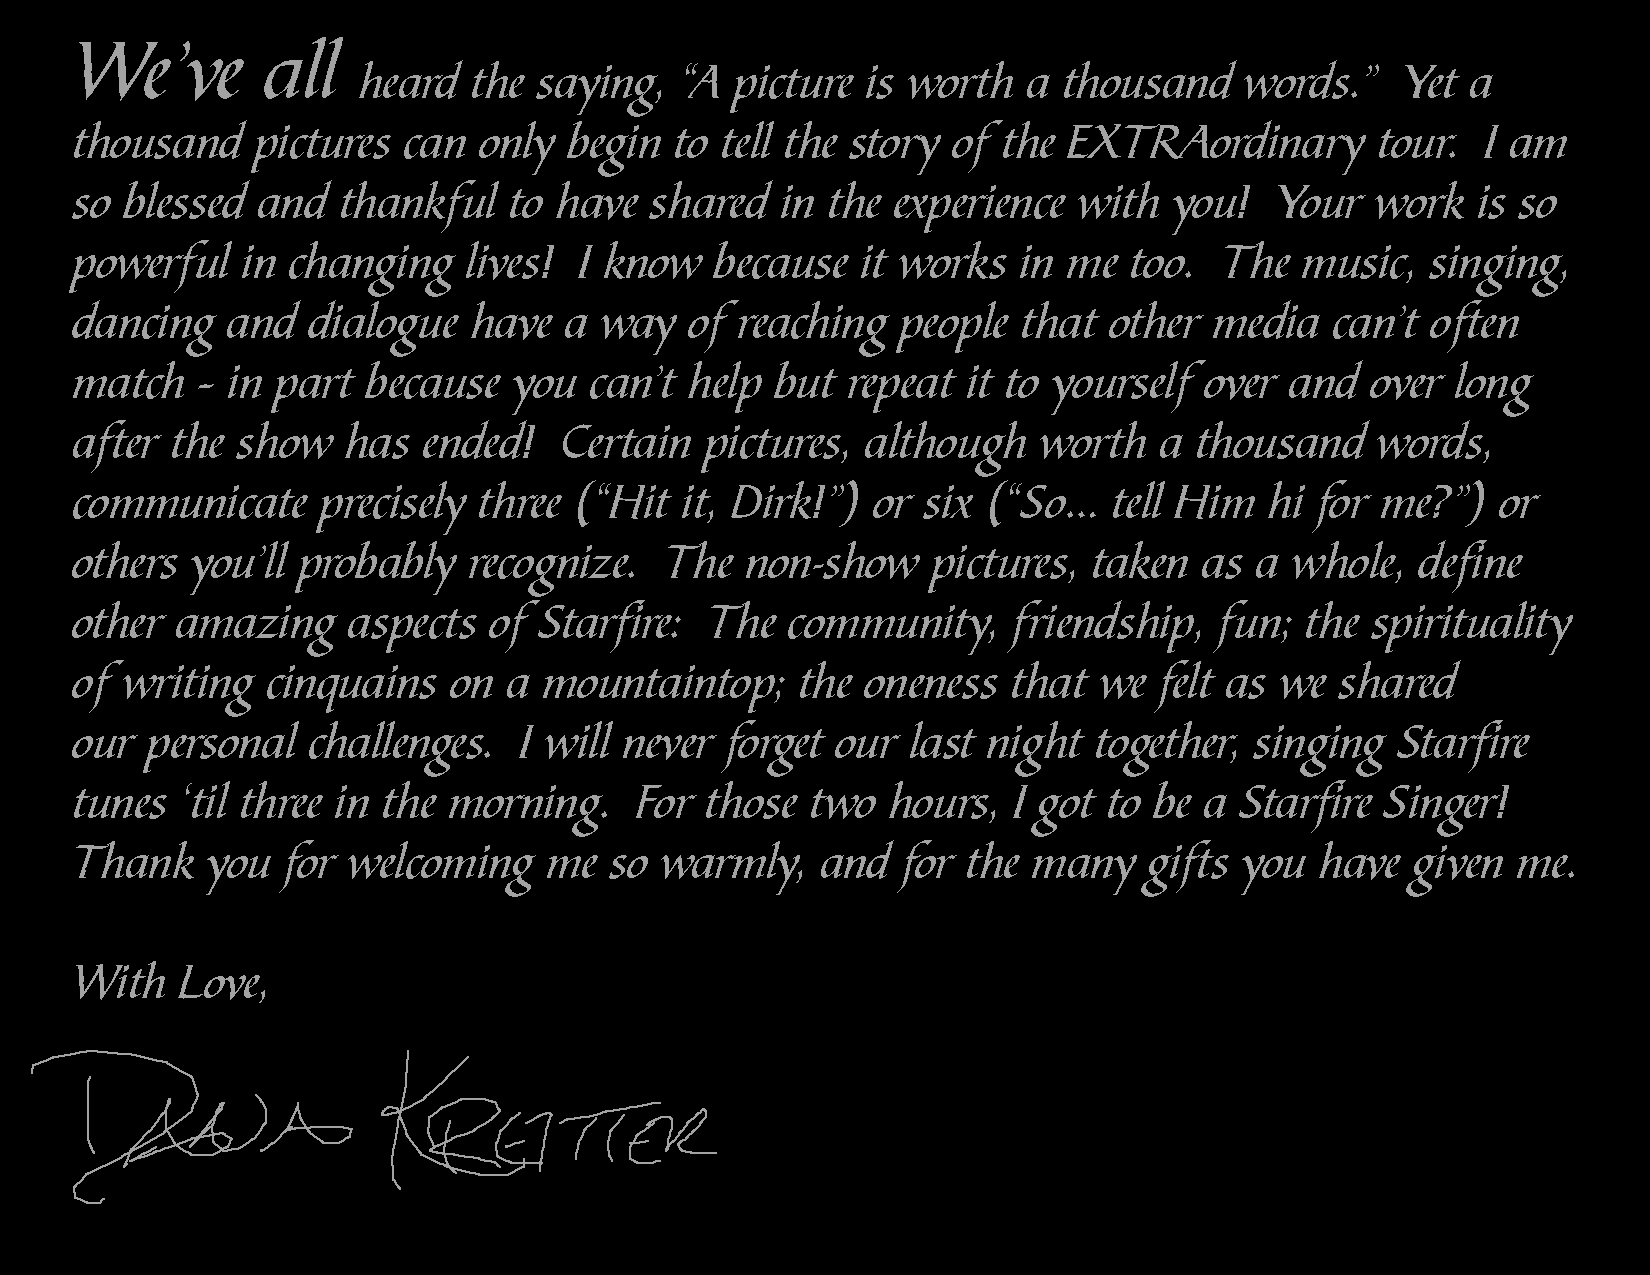 We’ve all heard the saying, “A picture is worth a thousand words.” Yet a
thousand pictures can only begin to tell the story of the EXTRAordinary tour. I am
so blessed and thankful to have shared in the experience with you! Your work is so
powerful in changing lives! I know because it works in me too. The music, singing,
dancing and dialogue have a way of reaching people that other media can’t often
match – in part because you can’t help but repeat it to yourself over and over long
after the show has ended! Certain pictures, although worth a thousand words,
communicate precisely three (“Hit it, Dirk!”) or six (“So... tell Him hi for me?”) or
others you’ll probably recognize. The non-show pictures, taken as a whole, define
other amazing aspects of Starfire: The community, friendship, fun; the spirituality
of writing cinquains on a mountaintop; the oneness that we felt as we shared
our personal challenges. I will never forget our last night together, singing Starfire
tunes ‘til three in the morning. For those two hours, I got to be a Starfire Singer!
Thank you for welcoming me so warmly, and for the many gifts you have given me.
With Love,
Dana Kreitter